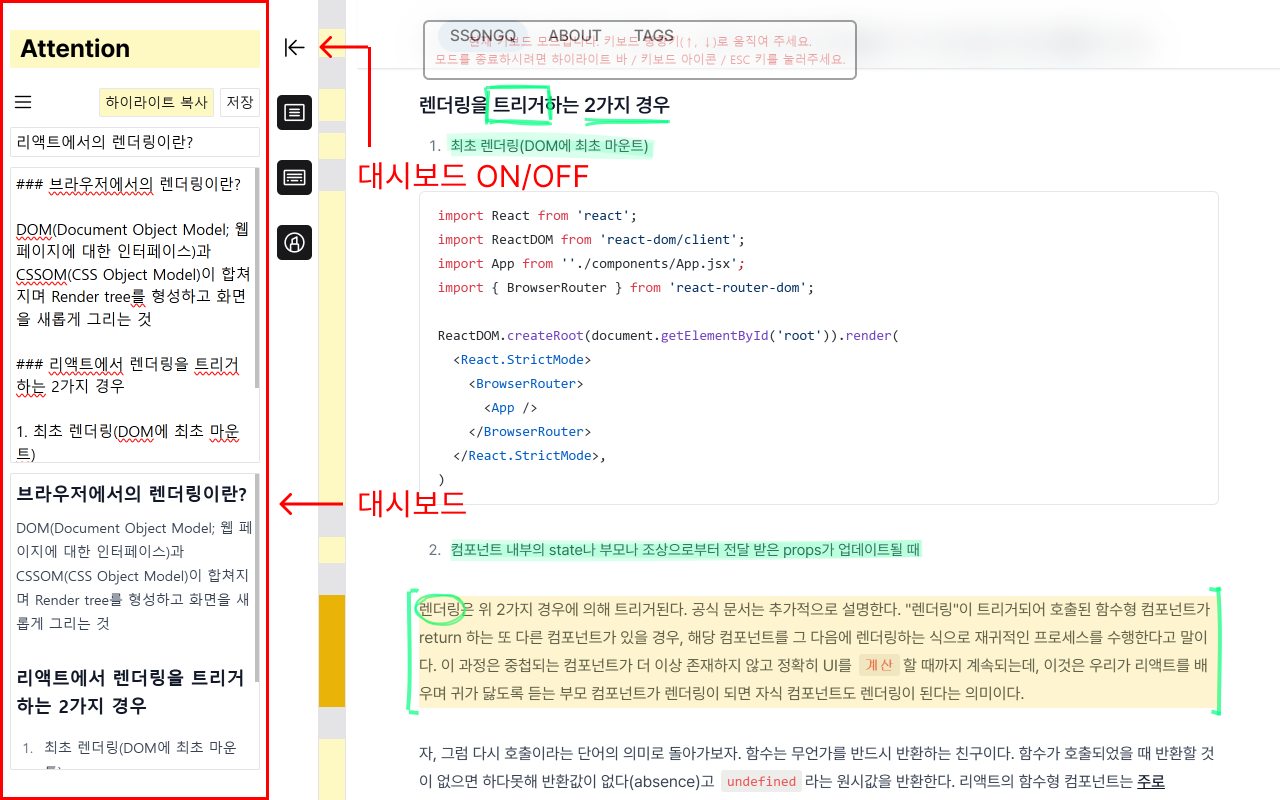 Attention
하이라이트 복사
저장
리액트에서의 렌더링이란?
### 브라우저에서의 렌더링이란?
DOM(Document Object Model; 웹
페이지에 대한 인터페이스)과
CSSOM(CSS Object Model)이 합쳐
지며 Render tree를 형성하고 화면
을 새롭게 그리는 것
### 리액트에서 렌더링을 트리거
하는 2가지 경우
1. 최초 렌더링(DOM에 최초 마운
트)
브라우저에서의 렌더링이란?
DOM(Document Object Model; 웹 페
이지에 대한 인터페이스)과
CSSOM(CSS Object Model)이 합쳐지
며 Render tree를 형성하고 화면을 새
롭게 그리는 것
리액트에서 렌더링을 트리거
하는 2가지 경우
1. 최초 렌더링(DOM에 최초 마운
트)
SSONGQ ABOUT TAGS
현재 키보드 모드입니다. 키보드 방향키(↑, ↓)로 움직여 주세요.
모드를 종료하시려면 하이라이트 바 / 키보드 아이콘 / ESC 키를 눌러주세요.
렌더링을 트리거하는 2가지 경우
1. 최초 렌더링(DOM에 최초 마운트)
대시보드 ON/OFF
import React from 'react';
import ReactDOM from 'react-dom/client';
import App from ''./components/App.jsx';
import { BrowserRouter } from 'react-router-dom';
ReactDOM.createRoot(document.getElementById('root')).render(
<React.StrictMode>
<BrowserRouter>
<App />
</BrowserRouter>
</React.StrictMode>,
)
대시보드
2. 컴포넌트 내부의 state나 부모나 조상으로부터 전달 받은 props가 업데이트될 때
렌더링은 위 2가지 경우에 의해 트리거된다. 공식 문서는 추가적으로 설명한다. "렌더링"이 트리거되어 호출된 함수형 컴포넌트가
return 하는 또 다른 컴포넌트가 있을 경우, 해당 컴포넌트를 그 다음에 렌더링하는 식으로 재귀적인 프로세스를 수행한다고 말이
다. 이 과정은 중첩되는 컴포넌트가 더 이상 존재하지 않고 정확히 UI를 계산 할 때까지 계속되는데, 이것은 우리가 리액트를 배
우며 귀가 닳도록 듣는 부모 컴포넌트가 렌더링이 되면 자식 컴포넌트도 렌더링이 된다는 의미이다.
자, 그럼 다시 호출이라는 단어의 의미로 돌아가보자. 함수는 무언가를 반드시 반환하는 친구이다. 함수가 호출되었을 때 반환할 것
이 없으면 하다못해 반환값이 없다(absence)고 undefined 라는 원시값을 반환한다. 리액트의 함수형 컴포넌트는 주로